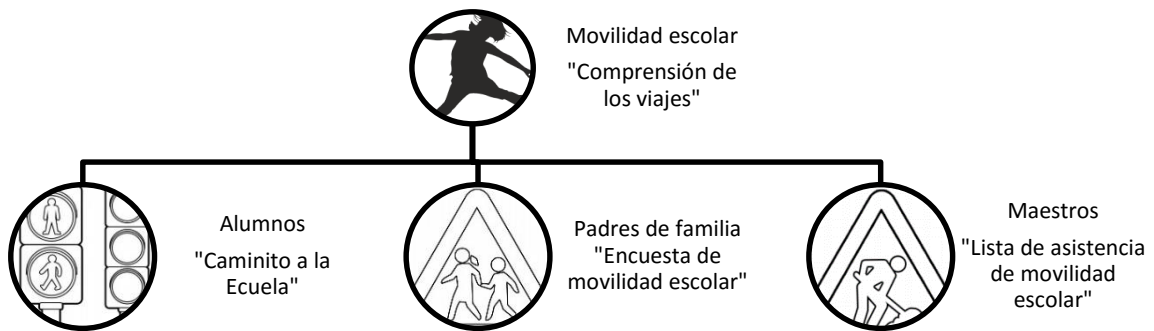 Movilidad escolar
"Comprensión de
los viajes"
Alumnos
"Caminito a la
Ecuela"
Padres de familia
"Encuesta de
movilidad escolar"
Maestros
"Lista de asistencia
de movilidad
escolar"